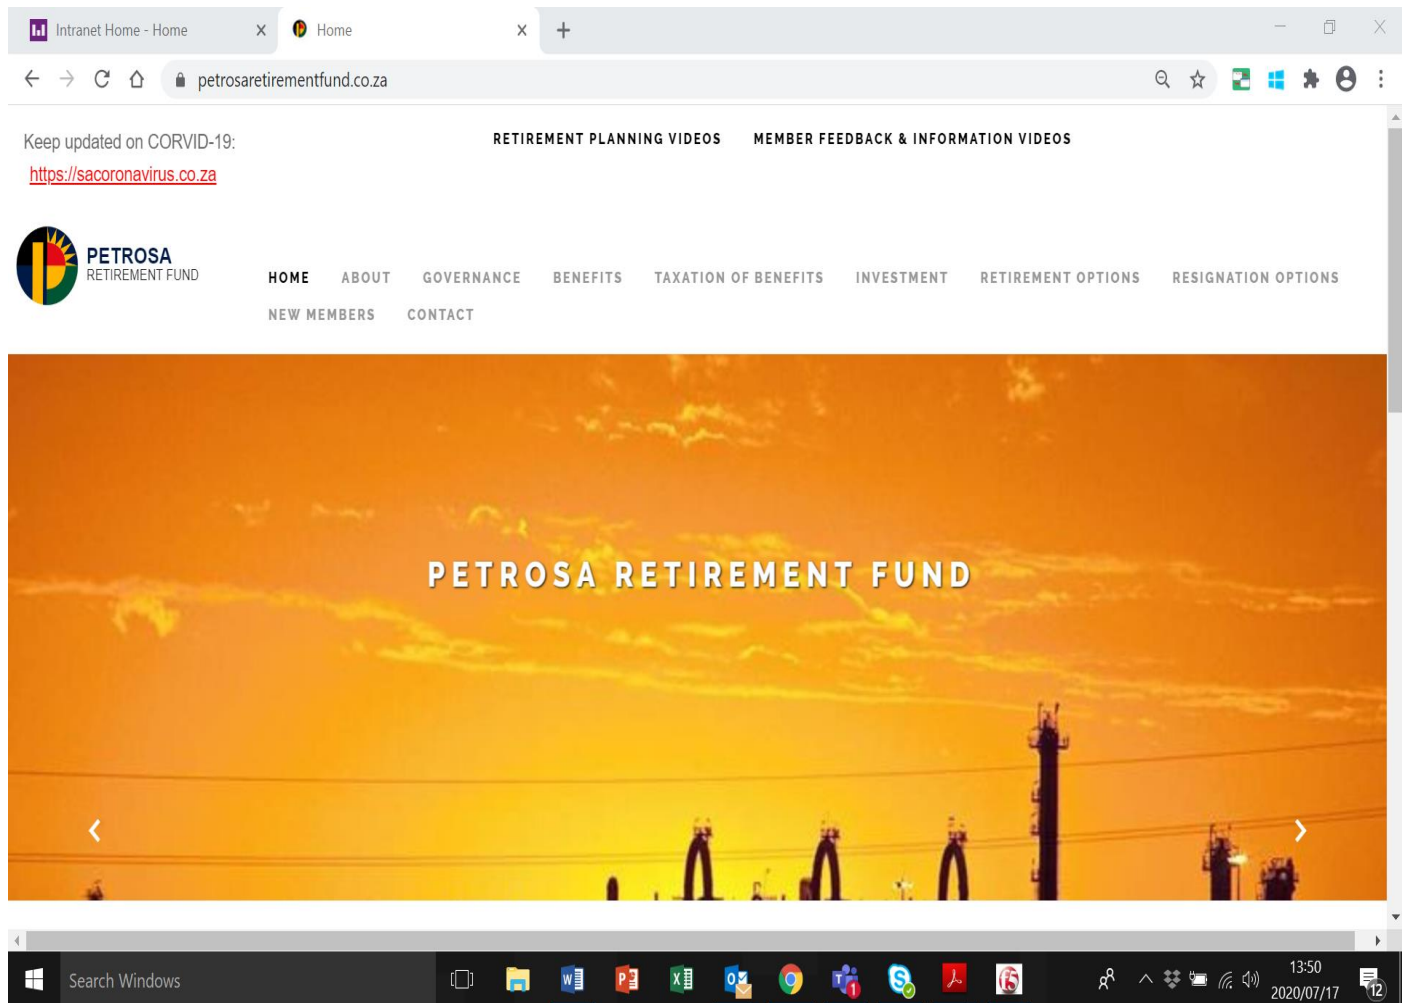 Intranet Home - Home
Home
petrosaretirementfund.co.za
Keep updated on CORVID-19:
https://sacoronavirus.co.za
RETIREMENT PLANNING VIDEOS MEMBER FEEDBACK & INFORMATION VIDEOS
PETROSA
RETIREMENT FUND
HOME ABOUT GOVERNANCE BENEFITS TAXATION OF BENEFITS INVESTMENT RETIREMENT OPTIONS RESIGNATION OPTIONS
NEW MEMBERS CONTACT
PETROSA RETIREMENT FUND
Search Windows
13:50
2020/07/17
12